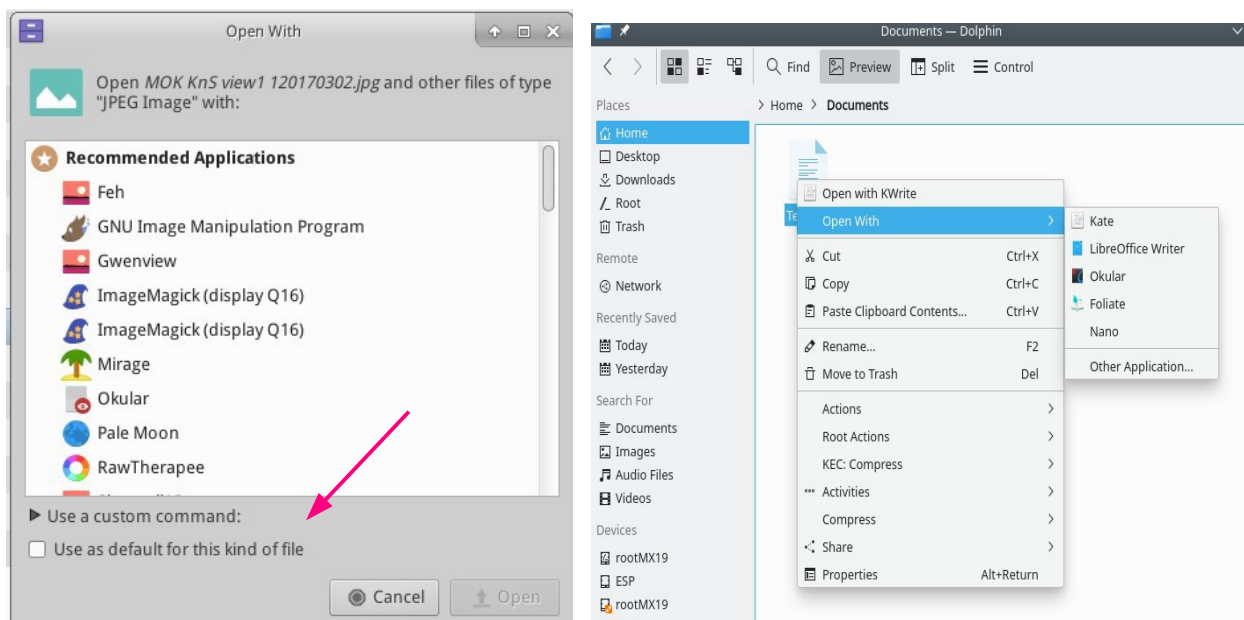 Open With
Open MOK KnS view1 120170302.jpg and other files of type
"JPEG Image" with:
Recommended Applications
Feh
GNU Image Manipulation Program
Gwenview
ImageMagick (display Q16)
ImageMagick (display Q16)
Mirage
Okular
Pale Moon
RawTherapee
Use a custom command:
Use as default for this kind of file
Cancel
Open
Documents — Dolphin
Find
Preview
Split
Control
Places
Home
Desktop
Downloads
Root
Trash
Remote
Network
Recently Saved
Today
Yesterday
Search For
Documents
Images
Audio Files
Videos
Devices
rootMX19
ESP
rootMX19
> Home > Documents
Open with KWrite
Open With
Cut Ctrl+X
Copy Ctrl+C
Paste Clipboard Contents... Ctrl+V
Rename... F2
Move to Trash Del
Actions
Root Actions
KEC: Compress
Activities
Compress
Share
Properties Alt+Return
Kate
LibreOffice Writer
Okular
Foliate
Nano
Other Application...